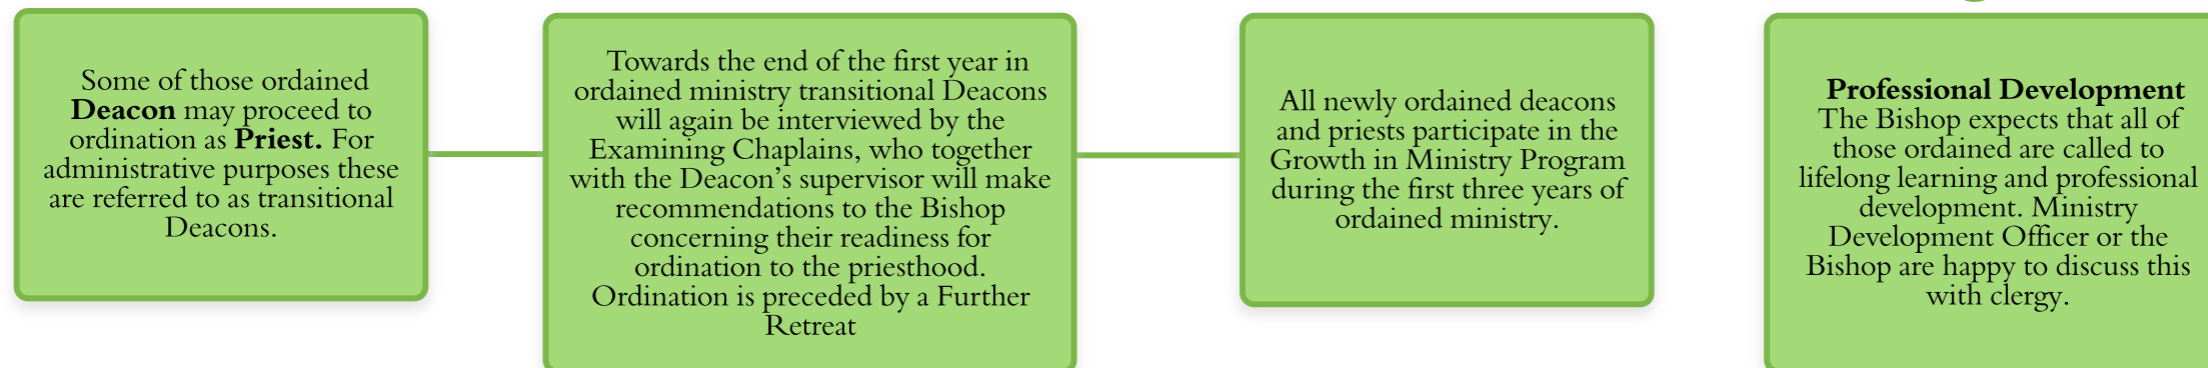 Some of those ordained
Deacon may proceed to
ordination as Priest. For
administrative purposes these
are referred to as transitional
Deacons.
Towards the end of the first year in
ordained ministry transitional Deacons
will again be interviewed by the
Examining Chaplains, who together
with the Deacon’s supervisor will make
recommendations to the Bishop
concerning their readiness for
ordination to the priesthood.
Ordination is preceded by a Further
Retreat
All newly ordained deacons
and priests participate in the
Growth in Ministry Program
during the first three years of
ordained ministry.
Professional Development
The Bishop expects that all of
those ordained are called to
lifelong learning and professional
development. Ministry
Development Officer or the
Bishop are happy to discuss this
with clergy.